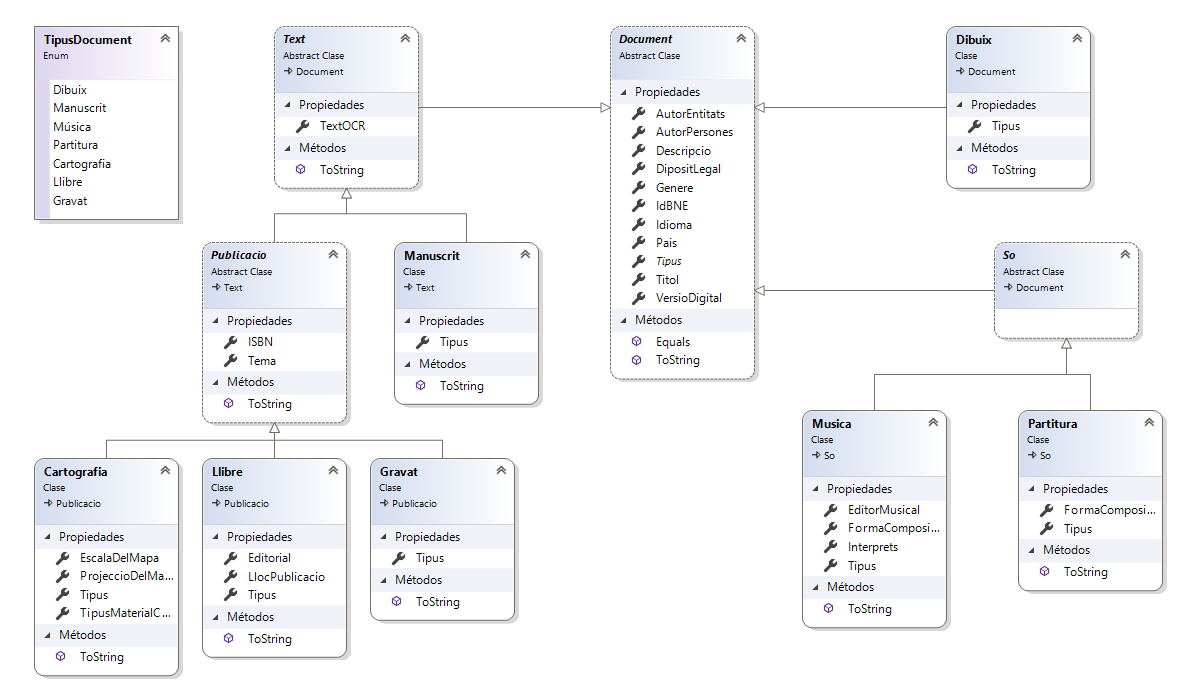 TipusDocument
Enum
Dibuix
Manuscrit
Música
Partitura
Cartografia
Llibre
Gravat
Text
Abstract Clase
Document
Propiedades
TextOCR
Métodos
ToString
Document
Abstract Clase
Propiedades
AutorEntitats
AutorPersones
Descripcio
DipositLegal
Genere
IdBNE
Idioma
Pais
Tipus
Titol
VersioDigital
Métodos
Equals
ToString
Dibuix
Clase
Document
Propiedades
Tipus
Métodos
ToString
Publicacio
Abstract Clase
Text
Propiedades
ISBN
Tema
Métodos
ToString
Manuscrit
Clase
Text
Propiedades
Tipus
Métodos
ToString
So
Abstract Clase
Document
Cartografia
Clase
Publicacio
Propiedades
EscalaDelMapa
ProjeccioDelMa...
Tipus
TipusMaterialC...
Métodos
ToString
Llibre
Clase
Publicacio
Propiedades
Editorial
LlocPublicacio
Tipus
Métodos
ToString
Gravat
Clase
Publicacio
Propiedades
Tipus
Métodos
ToString
Musica
Clase
So
Propiedades
EditorMusical
FormaComposi...
Interprets
Tipus
Métodos
ToString
Partitura
Clase
So
Propiedades
FormaComposi...
Tipus
Métodos
ToString